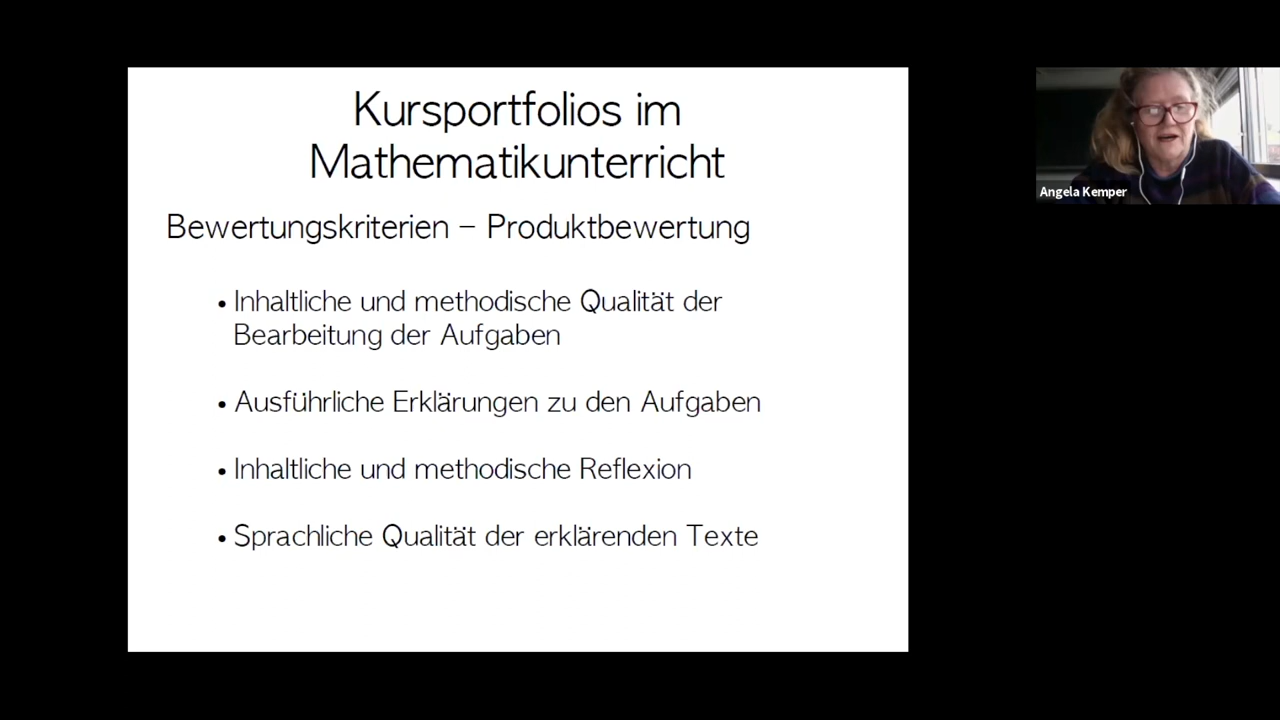 Kursportfolios im
Mathematikunterricht
Bewertungskriterien – Produktbewertung
• Inhaltliche und methodische Qualität der
Bearbeitung der Aufgaben
• Ausführliche Erklärungen zu den Aufgaben
• Inhaltliche und methodische Reflexion
• Sprachliche Qualität der erklärenden Texte
Angela Kemper